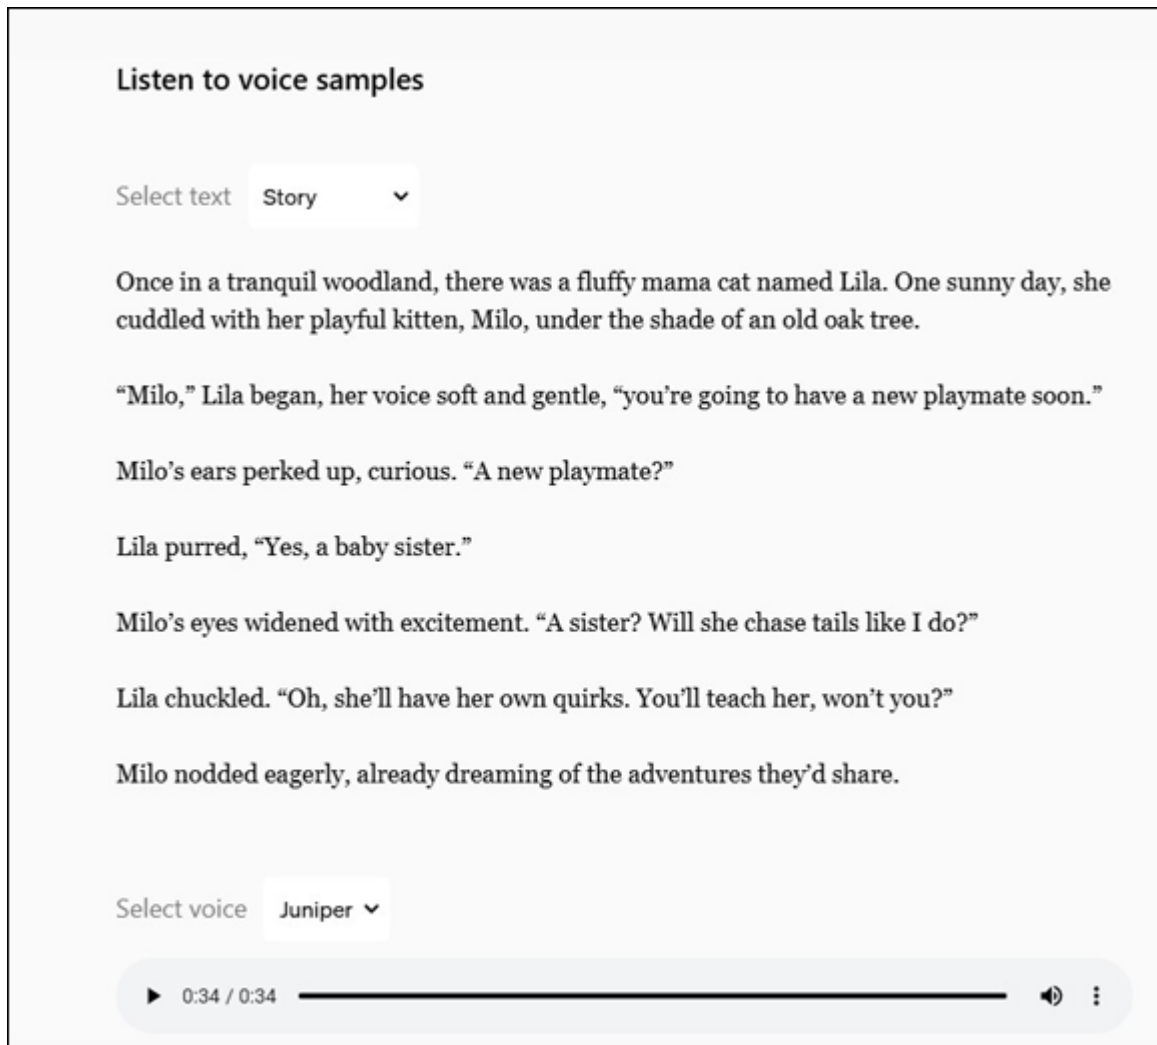 Listen to voice samples
Select text Story
Once in a tranquil woodland, there was a fluffy mama cat named Lila. One sunny day, she
cuddled with her playful kitten, Milo, under the shade of an old oak tree.
“Milo,” Lila began, her voice soft and gentle, “you’re going to have a new playmate soon.”
Milo’s ears perked up, curious. “A new playmate?”
Lila purred, “Yes, a baby sister.”
Milo’s eyes widened with excitement. “A sister? Will she chase tails like I do?”
Lila chuckled. “Oh, she’ll have her own quirks. You’ll teach her, won’t you?”
Milo nodded eagerly, already dreaming of the adventures they’d share.
Select voice Juniper
0:34 / 0:34